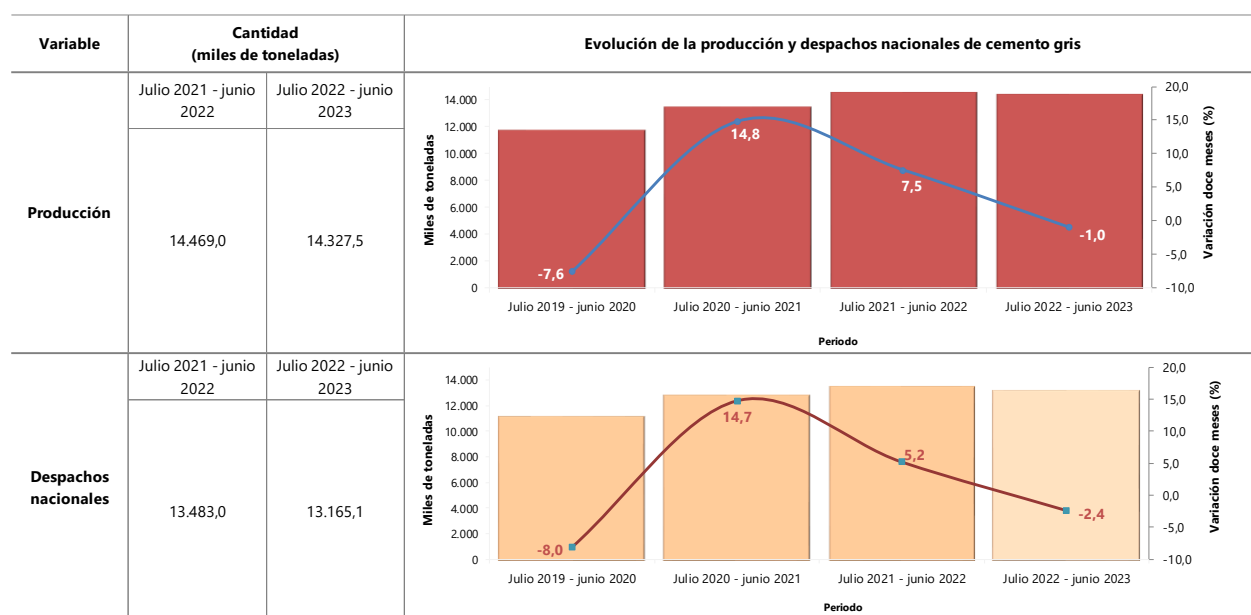 Variable
Cantidad
(miles de toneladas)
Evolución de la producción y despachos nacionales de cemento gris
Producción
Julio 2021 - junio
2022
Julio 2022 - junio
2023
14.469,0
14.327,5
Miles de toneladas
14.000
12.000
10.000
8.000
6.000
4.000
2.000
0
-7,6
14,8
7,5
-1,0
20,0
15,0
10,0
5,0
0,0
-5,0
-10,0
Variación doce meses (%)
Julio 2019 - junio 2020
Julio 2020 - junio 2021
Julio 2021 - junio 2022
Julio 2022 - junio 2023
Periodo
Despachos
nacionales
Julio 2021 - junio
2022
Julio 2022 - junio
2023
13.483,0
13.165,1
Miles de toneladas
14.000
12.000
10.000
8.000
6.000
4.000
2.000
0
-8,0
14,7
5,2
-2,4
20,0
15,0
10,0
5,0
0,0
-5,0
-10,0
Variación doce meses (%)
Julio 2019 - junio 2020
Julio 2020 - junio 2021
Julio 2021 - junio 2022
Julio 2022 - junio 2023
Periodo